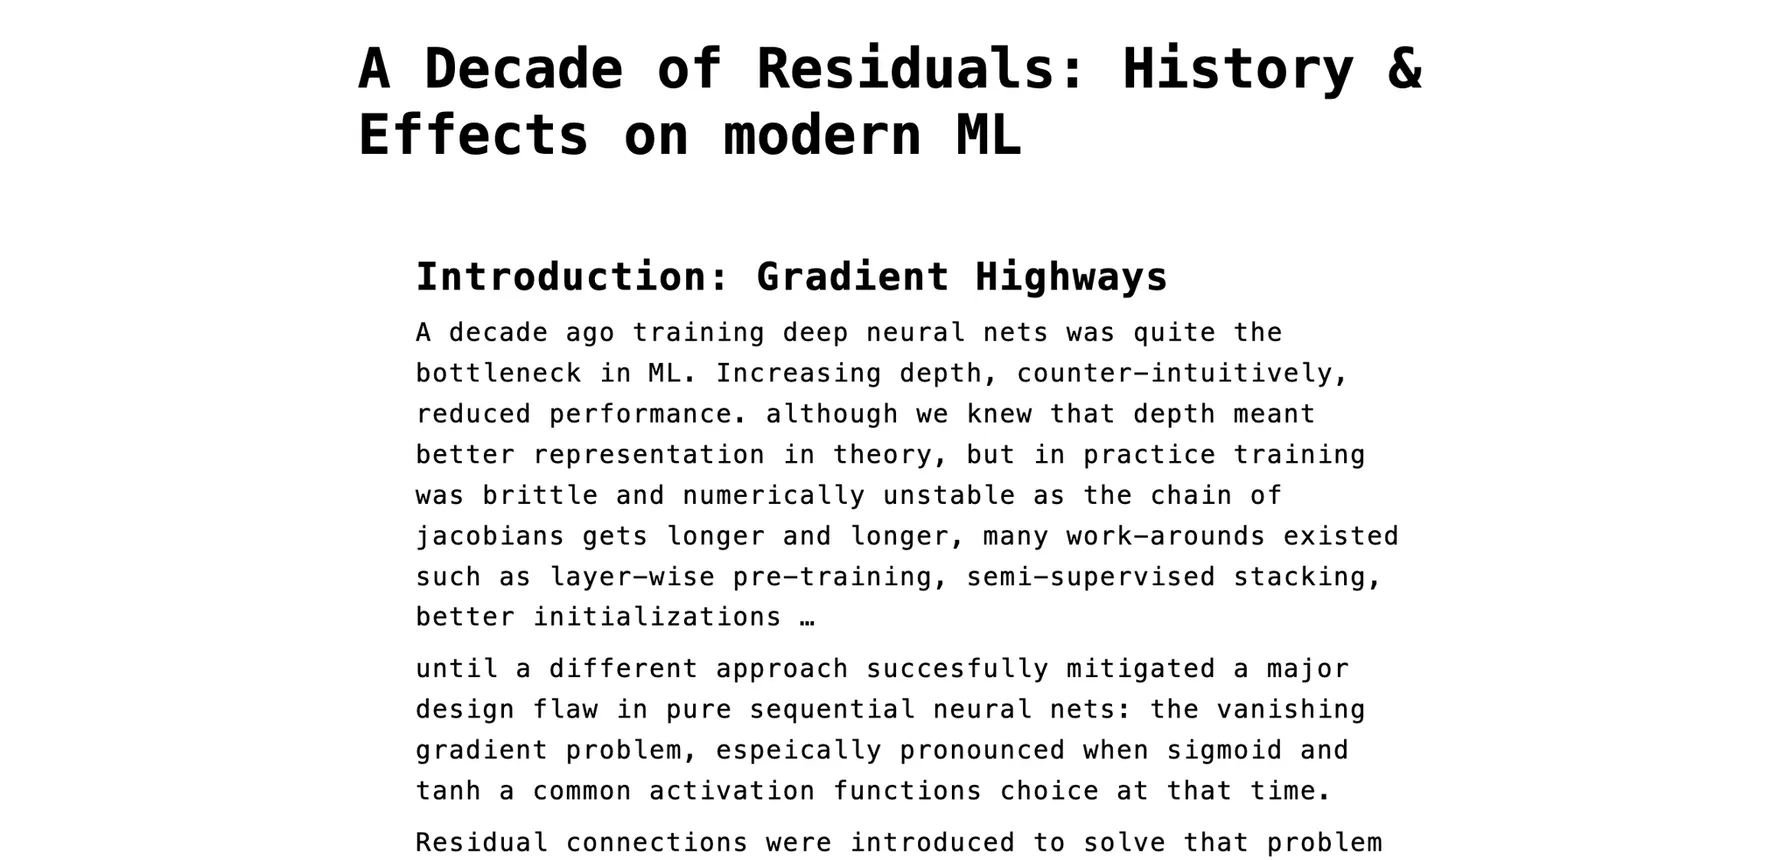 A Decade of Residuals: History &
Effects on modern ML
Introduction: Gradient Highways
A decade ago training deep neural nets was quite the
bottleneck in ML. Increasing depth, counter-intuitively,
reduced performance. although we knew that depth meant
better representation in theory, but in practice training
was brittle and numerically unstable as the chain of
jacobians gets longer and longer, many work-arounds existed
such as layer-wise pre-training, semi-supervised stacking,
better initializations …
until a different approach succesfully mitigated a major
design flaw in pure sequential neural nets: the vanishing
gradient problem, espeically pronounced when sigmoid and
tanh a common activation functions choice at that time.
Residual connections were introduced to solve that problem